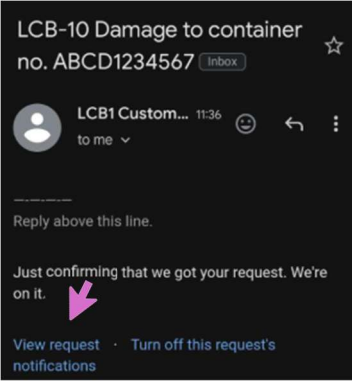 LCB-10 Damage to container
no. ABCD1234567 Inbox
LCB1 Custom... 11:36
to me
—-—-—-—
Reply above this line.
Just confirming that we got your request. We're
on it.
View request · Turn off this request's
notifications